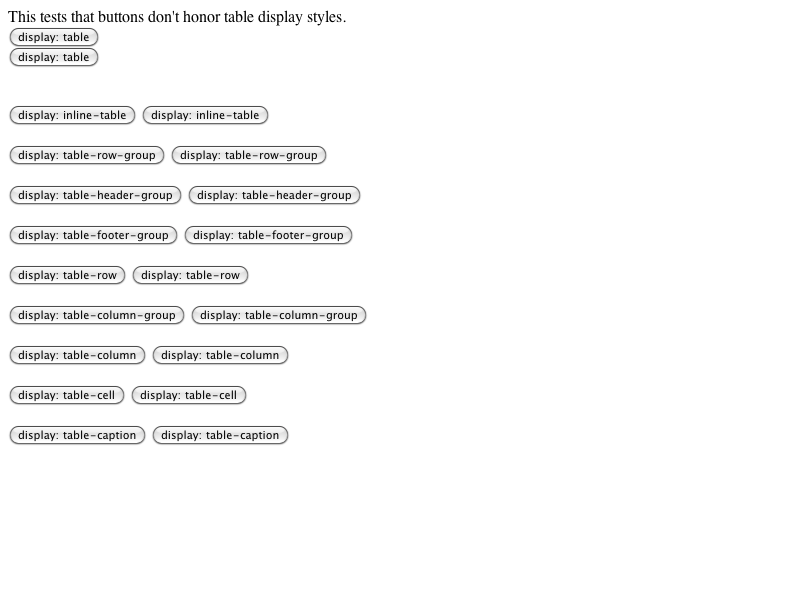 This tests that buttons don't honor table display styles.
display: table
display: table
display: inline-table display: inline-table
display: table-row-group display: table-row-group
display: table-header-group display: table-header-group
display: table-footer-group display: table-footer-group
display: table-row display: table-row
display: table-column-group display: table-column-group
display: table-column display: table-column
display: table-cell display: table-cell
display: table-caption display: table-caption